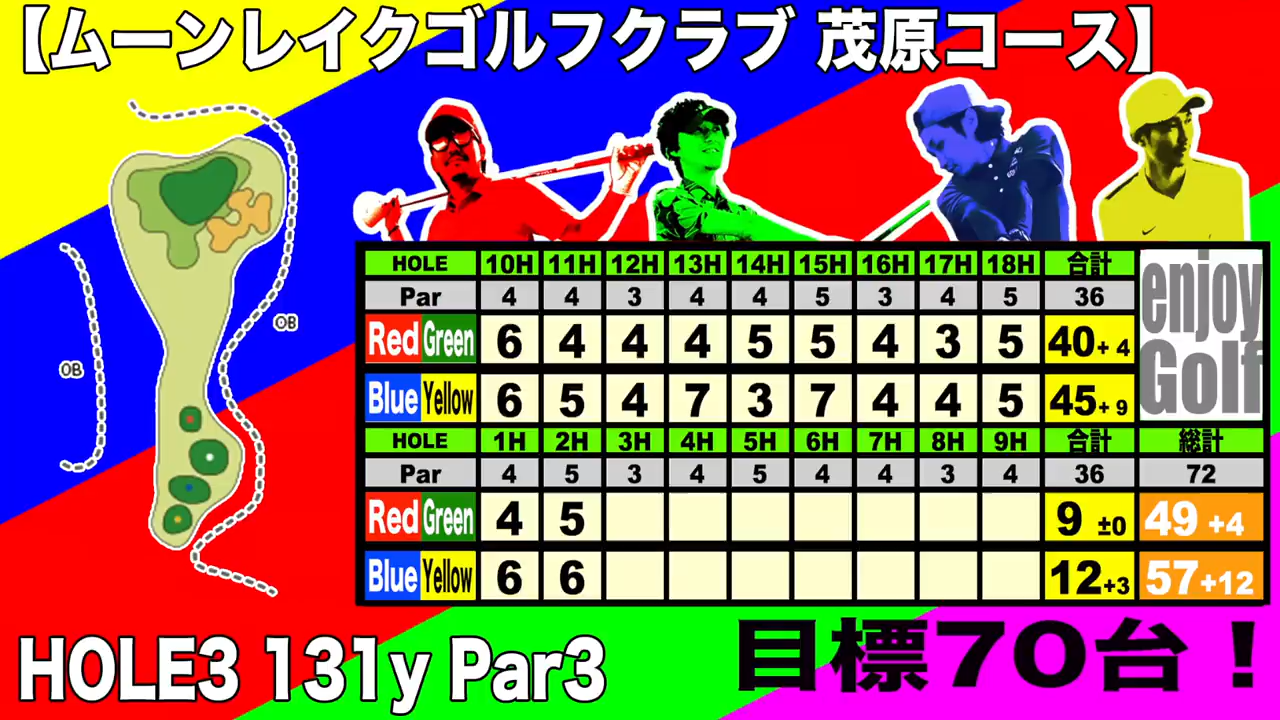 【ムーンレイクゴルフクラブ 茂原コース】
OB
OB
HOLE 10H 11H 12H 13H 14H 15H 16H 17H 18H 合計
Par 4 4 3 4 4 5 3 4 5 36
Red Green 6 4 4 4 5 5 4 3 5 40 + 4
Blue Yellow 6 5 4 7 3 7 4 4 5 45 + 9
enjoy
Golf
HOLE 1H 2H 3H 4H 5H 6H 7H 8H 9H 合計 総計
Par 4 5 3 4 5 4 4 3 4 36 72
Red Green 4 5 9 ±0 49 +4
Blue Yellow 6 6 12 +3 57 +12
HOLE3 131y Par3
目標70台！